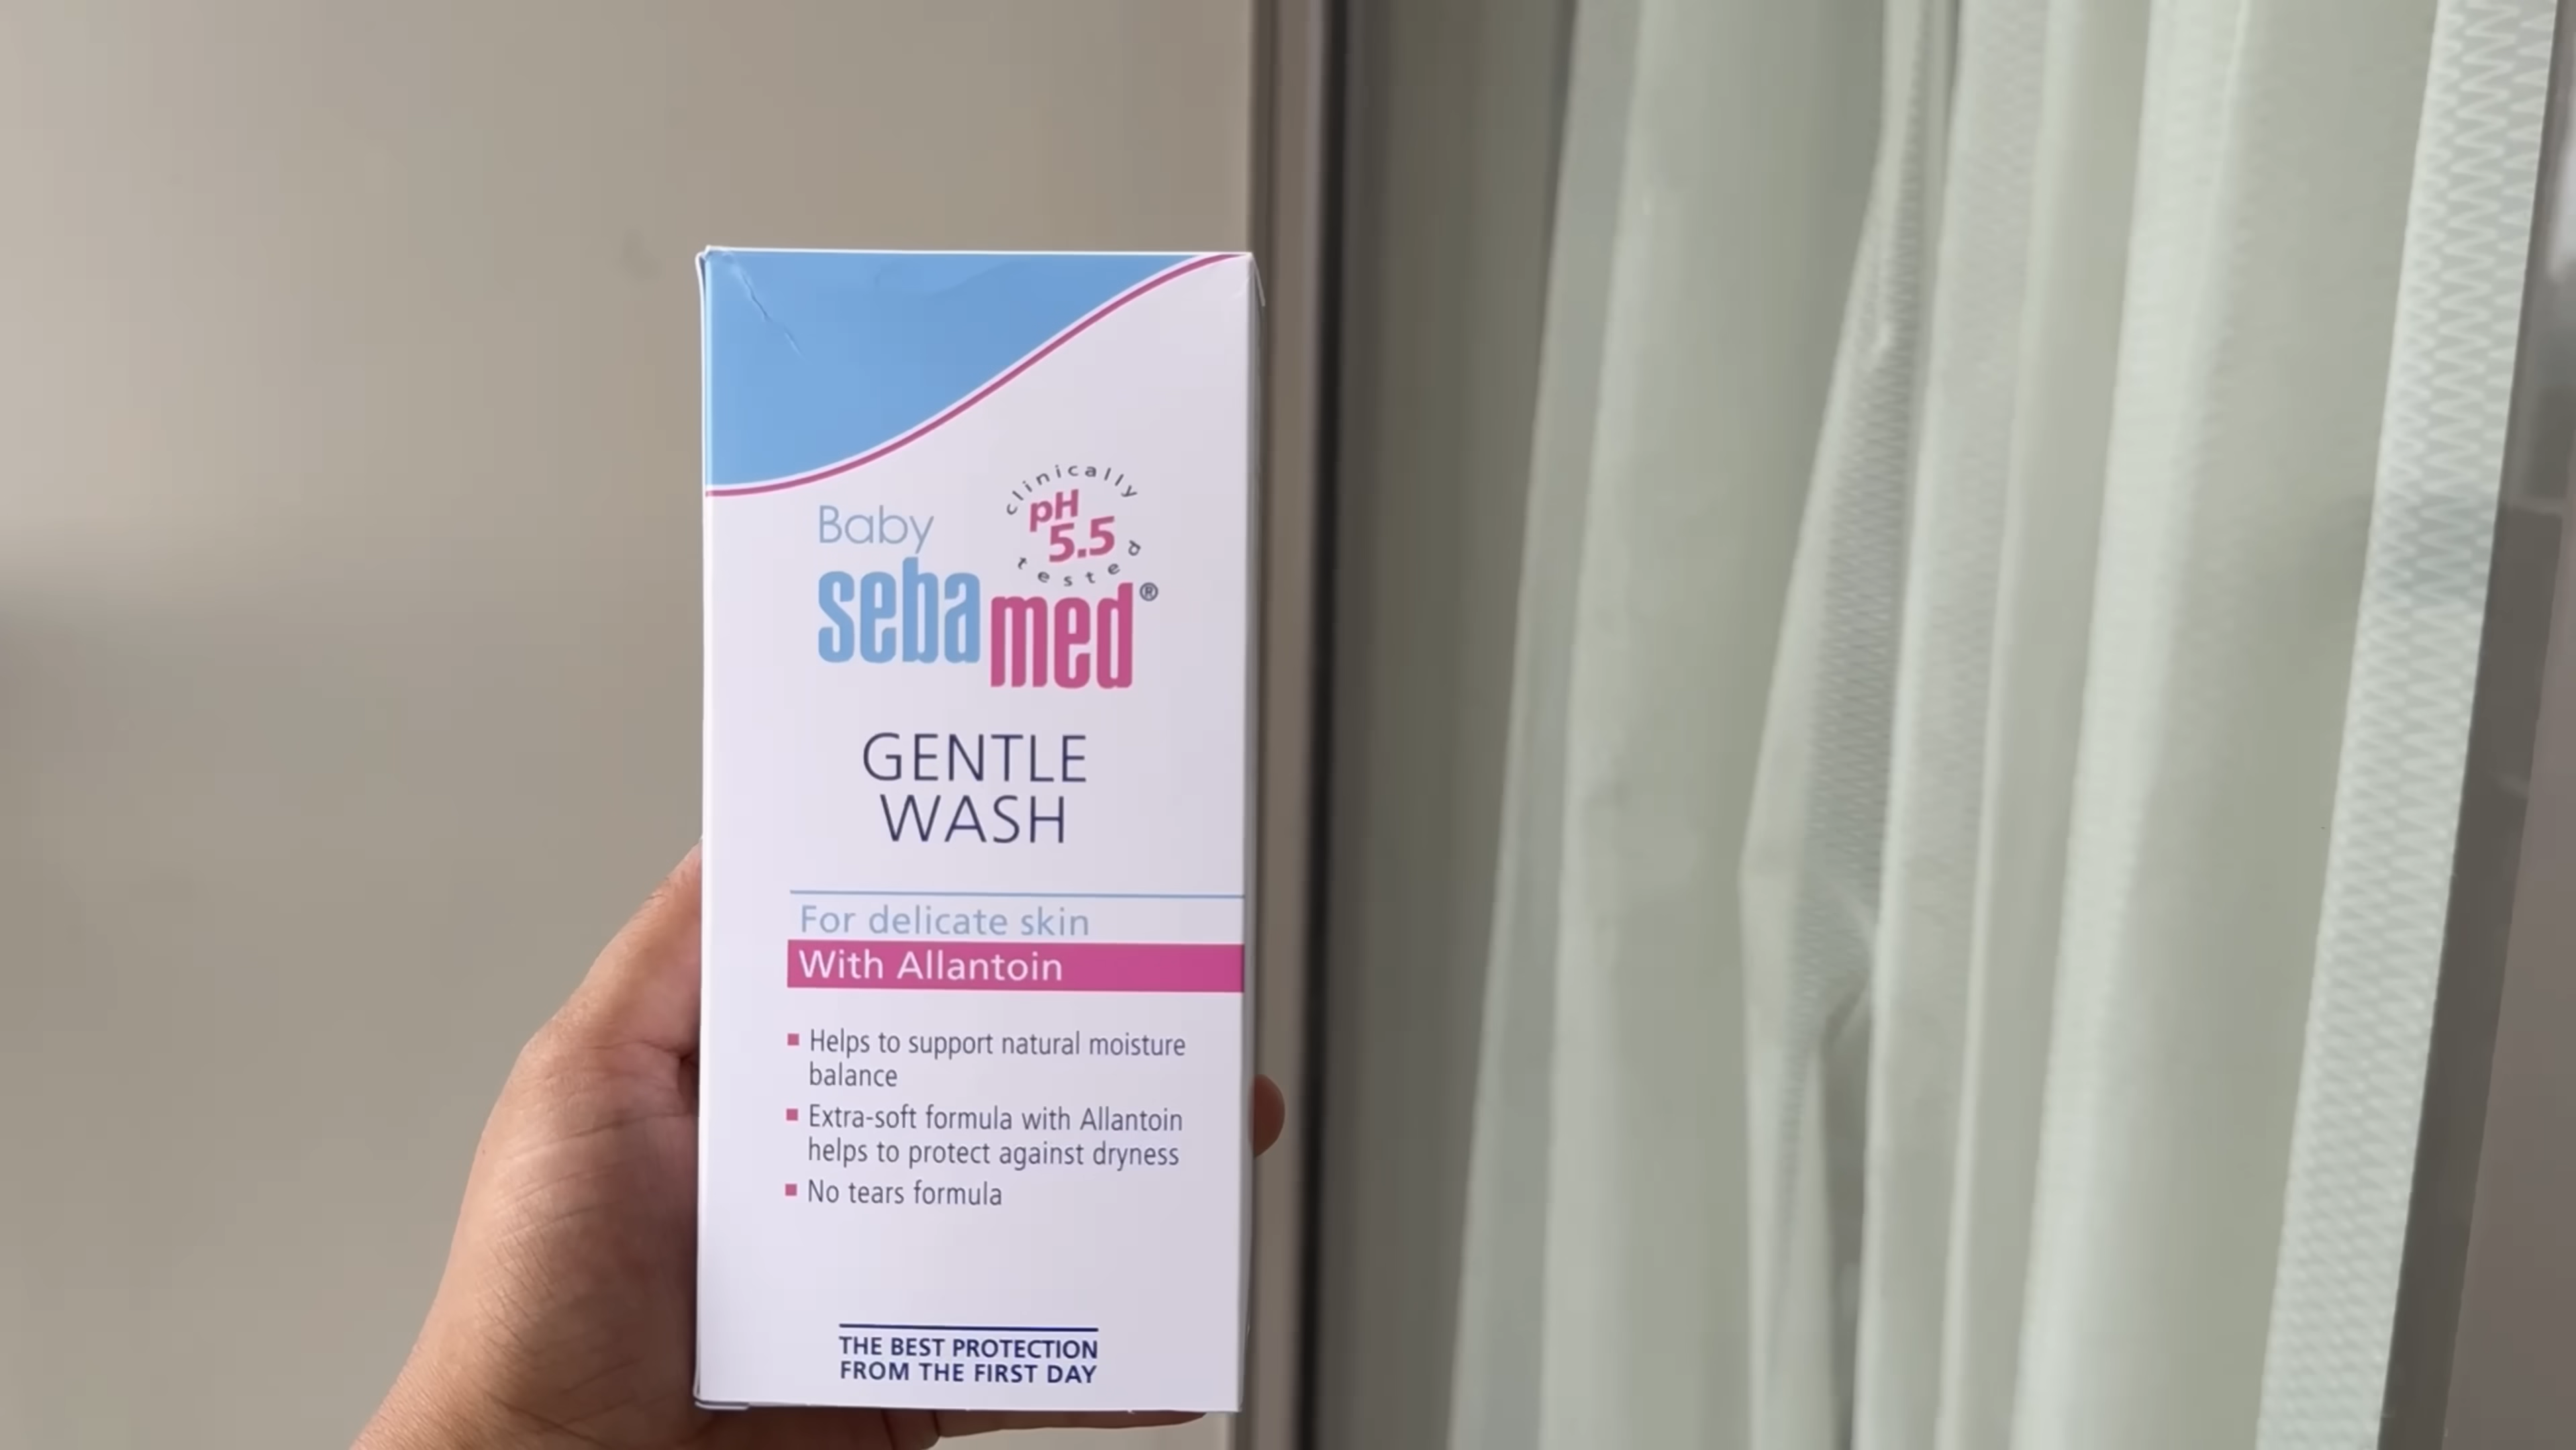 Baby
clinically
pH
5.5
tested
sebamed®
GENTLE
WASH
For delicate skin
With Allantoin
▪ Helps to support natural moisture
balance
▪ Extra-soft formula with Allantoin
helps to protect against dryness
▪ No tears formula
THE BEST PROTECTION
FROM THE FIRST DAY